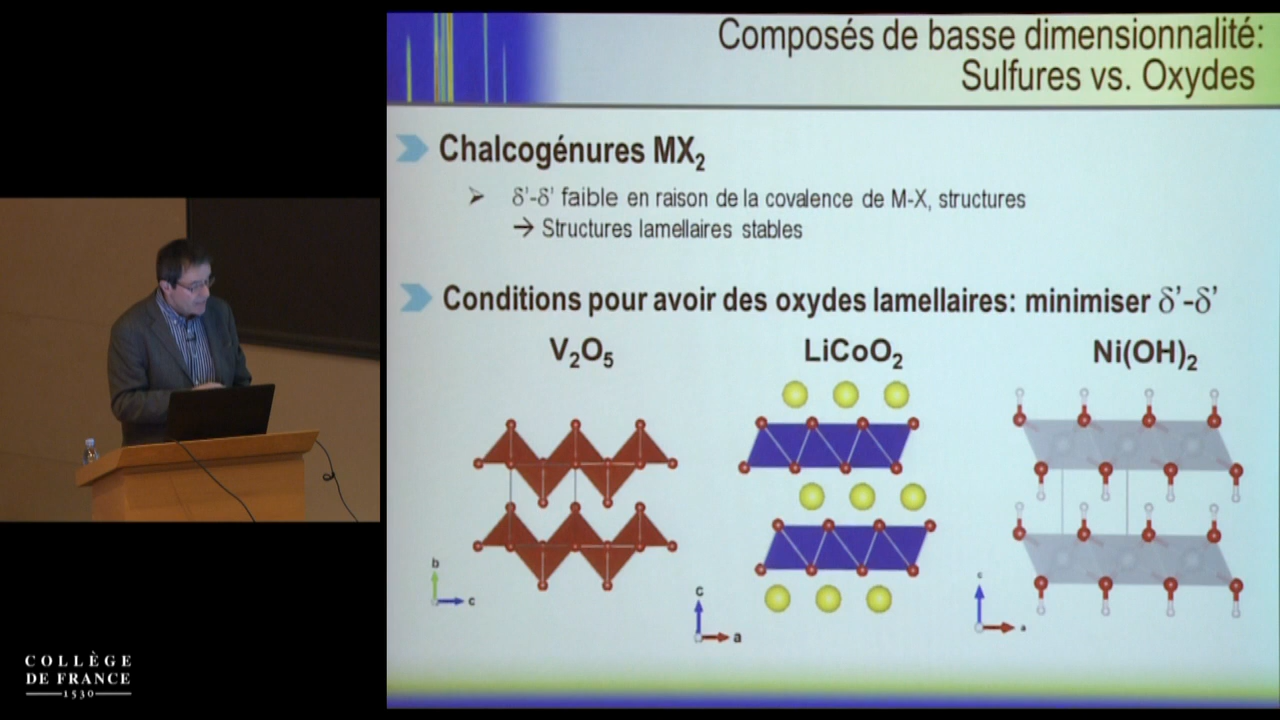 Composés de basse dimensionnalité:
Sulfures vs. Oxydes
Chalcogénures MX₂
δ'-δ' faible en raison de la covalence de M-X, structures
→ Structures lamellaires stables
Conditions pour avoir des oxydes lamellaires: minimiser δ'-δ'
V₂O₅
LiCoO₂
Ni(OH)₂
b
c
c
a
c
a
COLLÈGE
DE FRANCE
1530